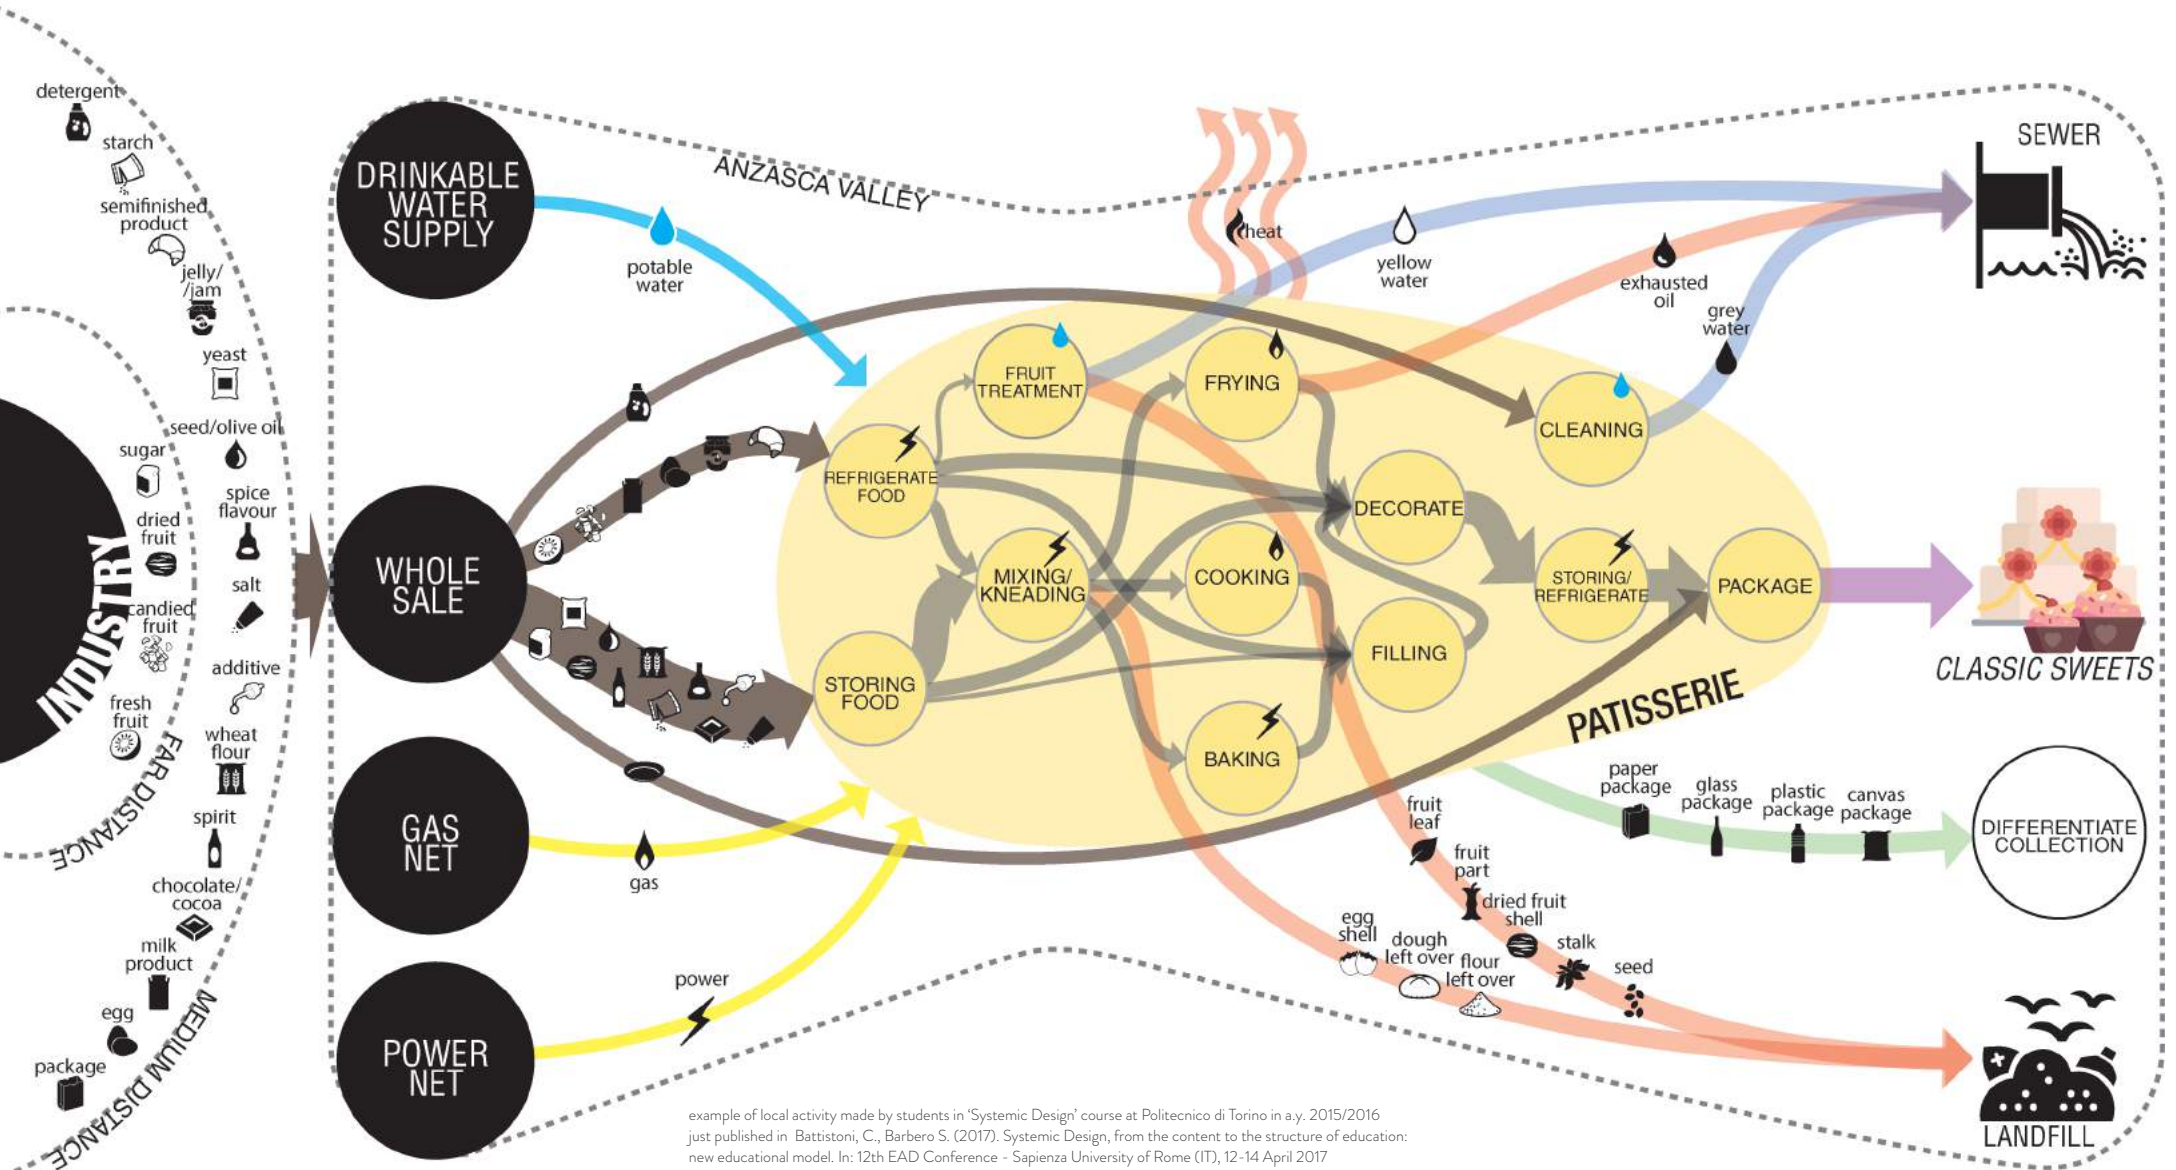 detergent
starch
semifinished
product
jelly/
/jam
yeast
seed/olive oil
sugar
spice
flavour
dried
fruit
salt
candied
fruit
additive
fresh
fruit
wheat
flour
spirit
chocolate/
cocoa
milk
product
egg
package
INDUSTRY
FAR DISTANCE
MEDIUM DISTANCE
DRINKABLE
WATER
SUPPLY
WHOLE
SALE
GAS
NET
POWER
NET
ANZASCA VALLEY
potable
water
gas
power
heat
yellow
water
exhausted
oil
grey
water
REFRIGERATE
FOOD
STORING
FOOD
FRUIT
TREATMENT
MIXING/
KNEADING
FRYING
COOKING
BAKING
DECORATE
FILLING
CLEANING
STORING/
REFRIGERATE
PACKAGE
PATISSERIE
SEWER
CLASSIC SWEETS
paper
package
glass
package
plastic
package
canvas
package
DIFFERENTIATE
COLLECTION
fruit
leaf
fruit
part
dried fruit
shell
stalk
seed
egg
shell
dough
left over
flour
left over
LANDFILL
example of local activity made by students in ‘Systemic Design’ course at Politecnico di Torino in a.y. 2015/2016
just published in Battistoni, C., Barbero S. (2017). Systemic Design, from the content to the structure of education:
new educational model. In: 12th EAD Conference - Sapienza University of Rome (IT), 12-14 April 2017